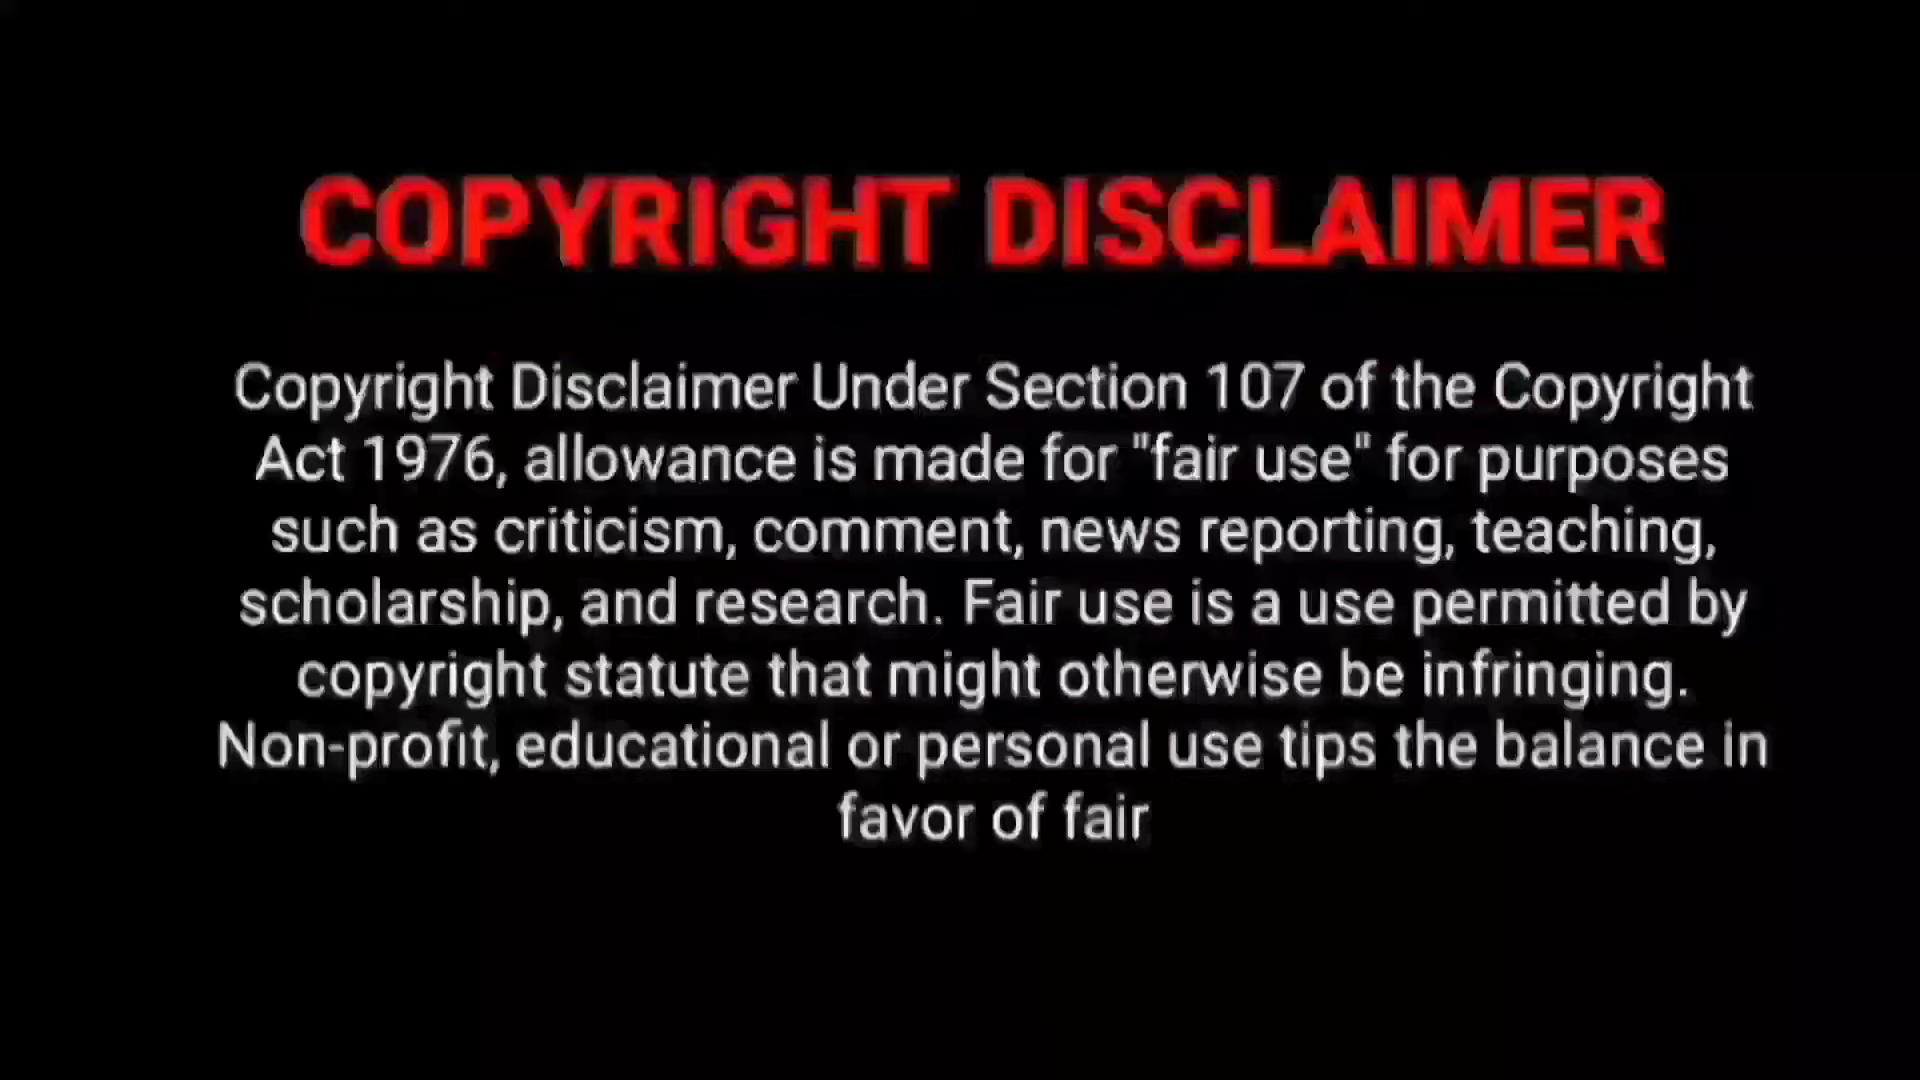 COPYRIGHT DISCLAIMER
Copyright Disclaimer Under Section 107 of the Copyright
Act 1976, allowance is made for "fair use" for purposes
such as criticism, comment, news reporting, teaching,
scholarship, and research. Fair use is a use permitted by
copyright statute that might otherwise be infringing.
Non-profit, educational or personal use tips the balance in
favor of fair